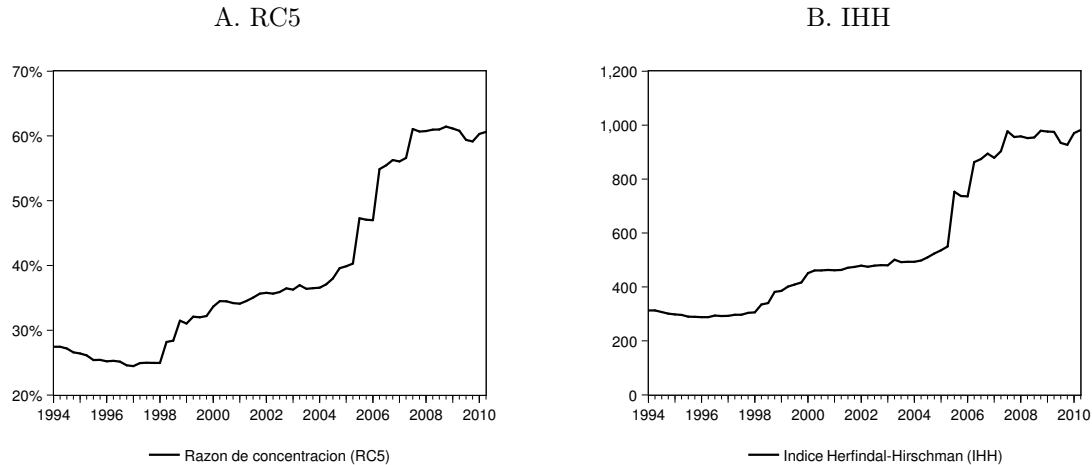 A. RC5
70%
60%
50%
40%
30%
20%
1994 1996 1998 2000 2002 2004 2006 2008 2010
Razon de concentracion (RC5)
B. IHH
1,200
1,000
800
600
400
200
0
1994 1996 1998 2000 2002 2004 2006 2008 2010
Indice Herfindal-Hirschman (IHH)